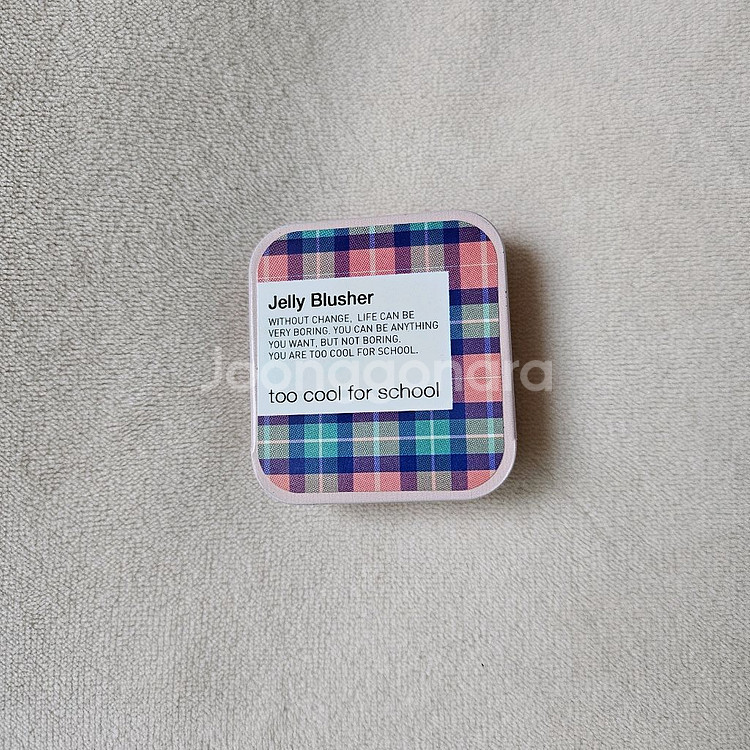 Jelly Blusher
WITHOUT CHANGE, LIFE CAN BE
VERY BORING. YOU CAN BE ANYTHING
YOU WANT, BUT NOT BORING.
YOU ARE TOO COOL FOR SCHOOL.
Joonggonara
too cool for school